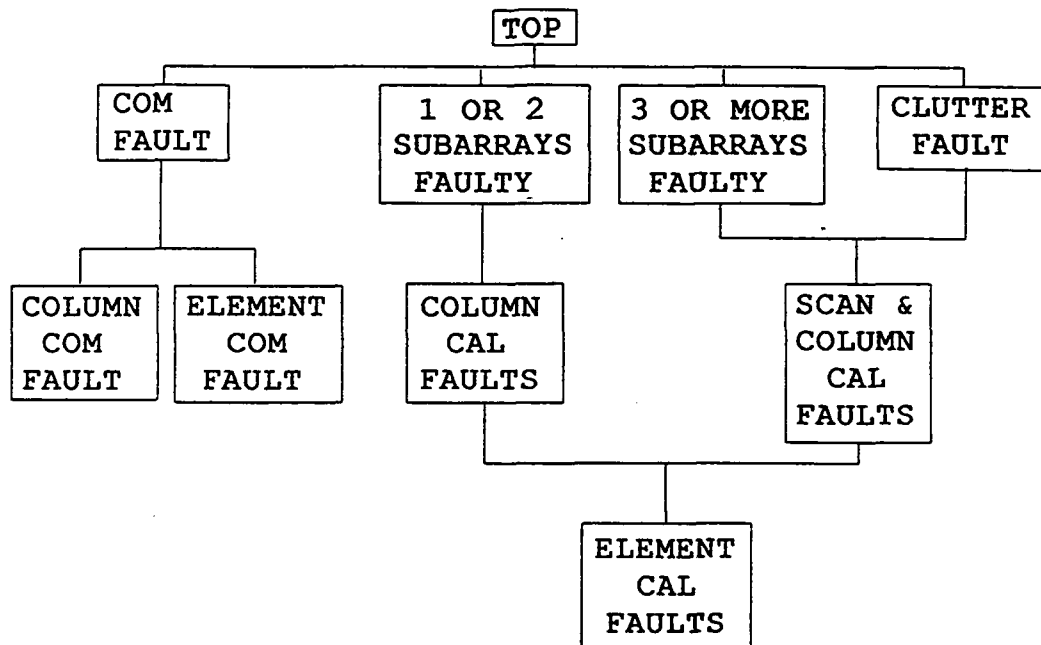 TOP
COM
FAULT
1 OR 2
SUBARRAYS
FAULTY
3 OR MORE
SUBARRAYS
FAULTY
CLUTTER
FAULT
COLUMN
COM
FAULT
ELEMENT
COM
FAULT
COLUMN
CAL
FAULTS
SCAN &
COLUMN
CAL
FAULTS
ELEMENT
CAL
FAULTS